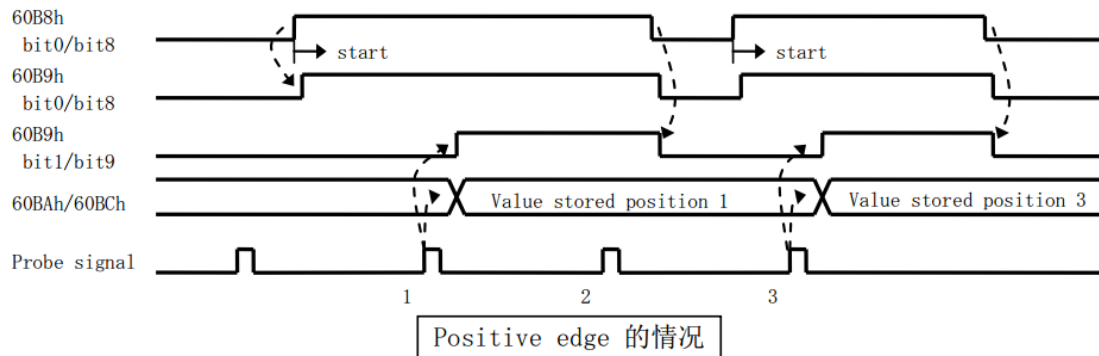 60B8h
bit0/bit8
start
start
60B9h
bit0/bit8
60B9h
bit1/bit9
60BAh/60BCh
Value stored position 1
Value stored position 3
Probe signal
1
2
3
Positive edge 的情况